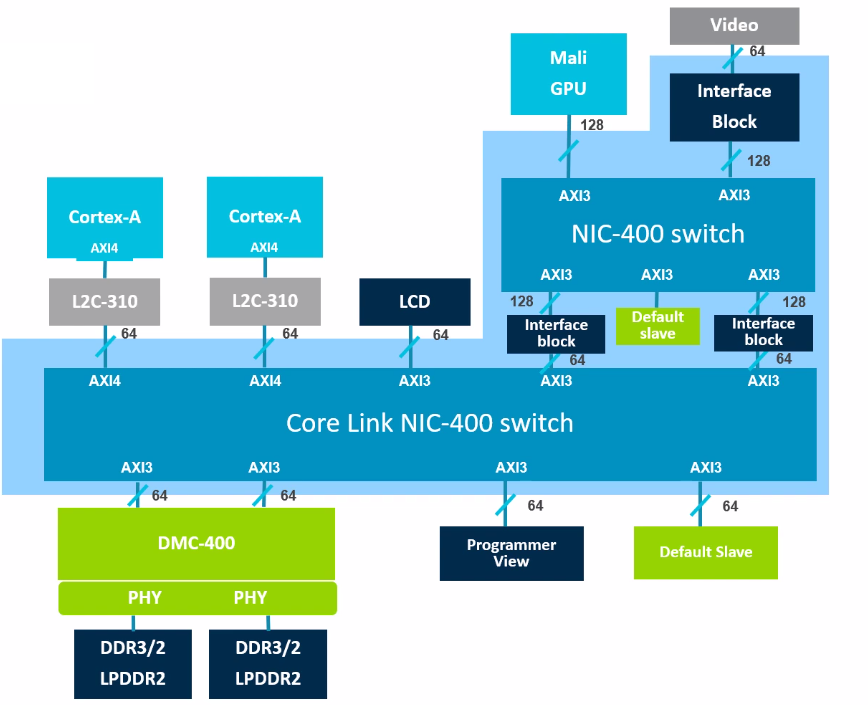 Video
64
Mali
GPU
Interface
Block
128
128
AXI3 AXI3
NIC-400 switch
AXI3 AXI3 AXI3
Cortex-A
AXI4
Cortex-A
AXI4
L2C-310
L2C-310
LCD
128
Default
slave
128
Interface
block
Interface
block
64
64
64
64
64
AXI4 AXI4 AXI3 AXI3 AXI3
Core Link NIC-400 switch
AXI3 AXI3 AXI3 AXI3
64
64
64
64
DMC-400
Programmer
View
Default Slave
PHY PHY
DDR3/2
LPDDR2
DDR3/2
LPDDR2